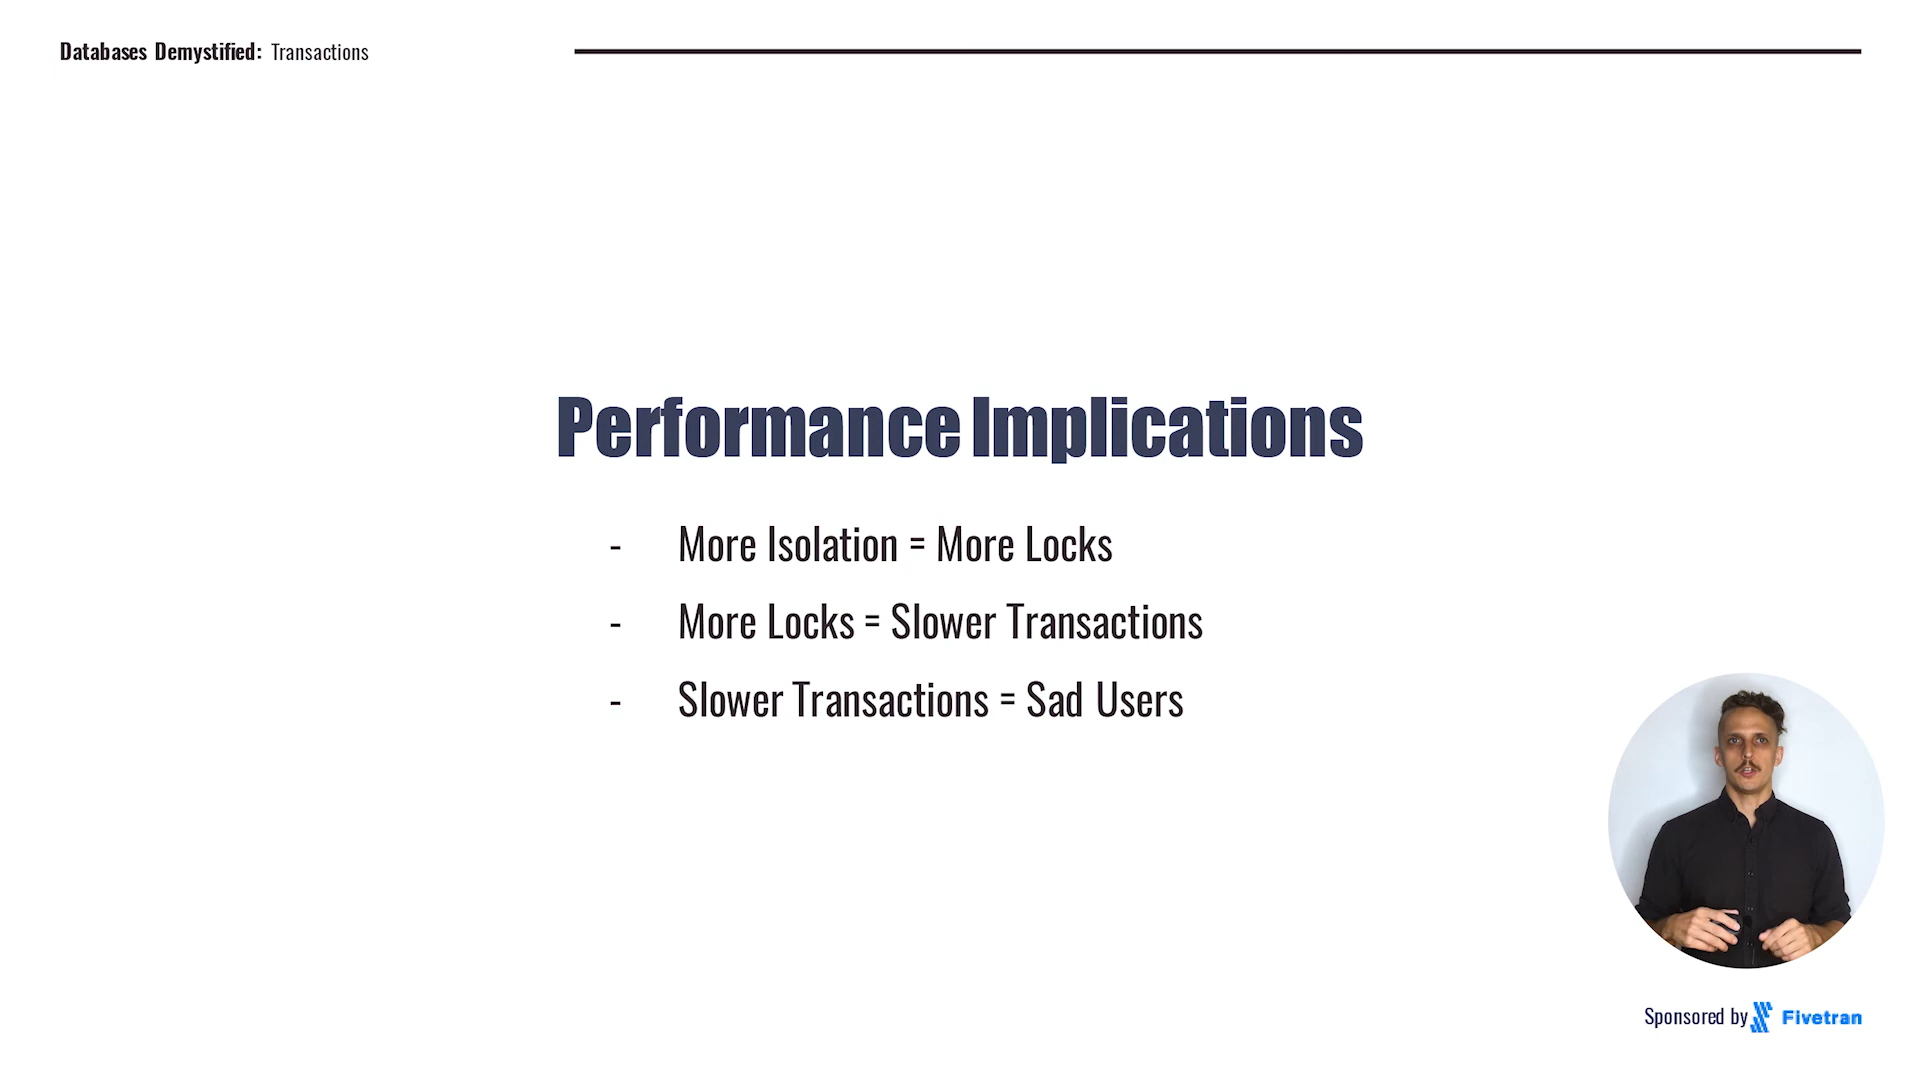 Databases Demystified: Transactions
Performance Implications
- More Isolation = More Locks
- More Locks = Slower Transactions
- Slower Transactions = Sad Users
Sponsored by Fivetran